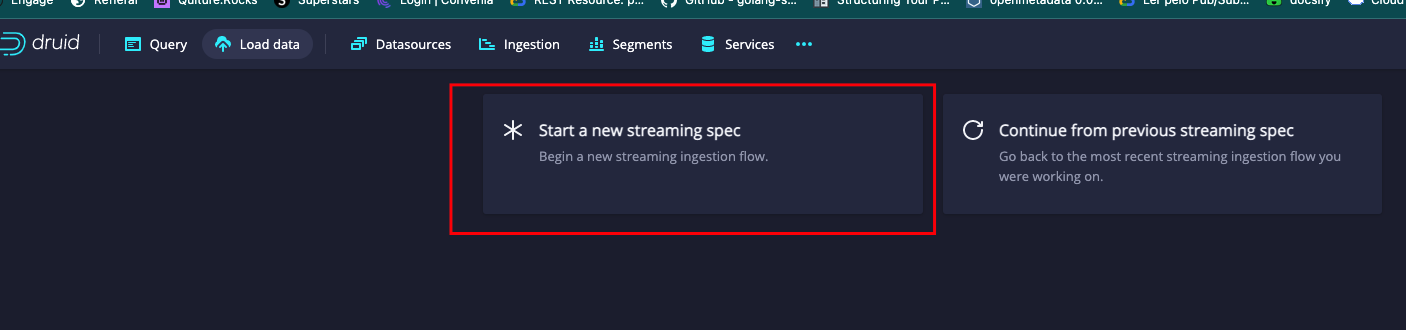 Engage Referral Quiture.Rocks Superstars Login | Convenia REST Resource: p... GitHub - golang-s... Structuring Your P... openmetadata 0.0... Ler pelo Pub/Sub... docsify Cloud
druid Query Load data Datasources Ingestion Segments Services
Start a new streaming spec
Begin a new streaming ingestion flow.
Continue from previous streaming spec
Go back to the most recent streaming ingestion flow you
were working on.